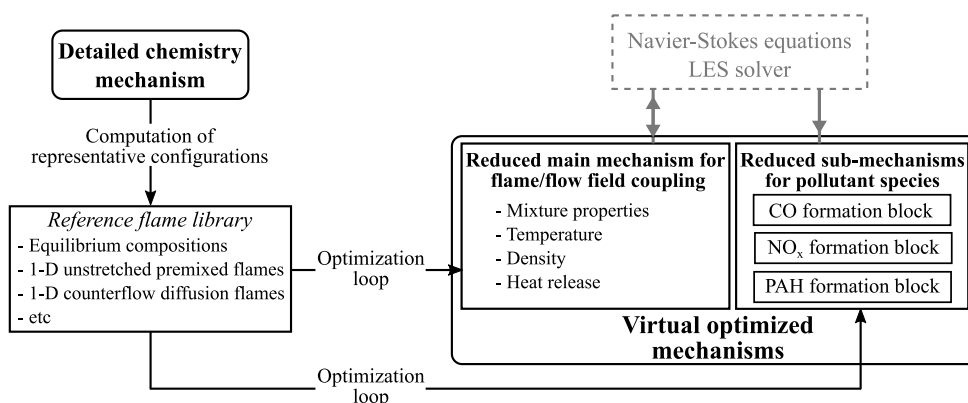 Detailed chemistry
mechanism
Computation of
representative configurations
Reference flame library
- Equilibrium compositions
- 1-D unstretched premixed flames
- 1-D counterflow diffusion flames
- etc
Optimization
loop
Optimization
loop
Navier-Stokes equations
LES solver
Reduced main mechanism for
flame/flow field coupling
- Mixture properties
- Temperature
- Density
- Heat release
Reduced sub-mechanisms
for pollutant species
CO formation block
NOx formation block
PAH formation block
Virtual optimized
mechanisms